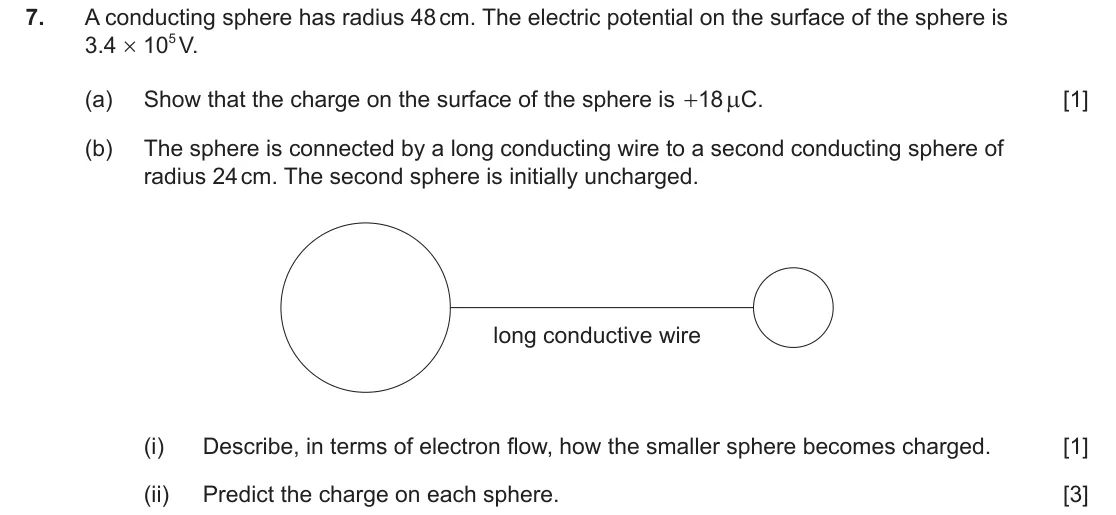 7. A conducting sphere has radius 48 cm. The electric potential on the surface of the sphere is
3.4 × 10⁵ V.
(a) Show that the charge on the surface of the sphere is +18 μC. [1]
(b) The sphere is connected by a long conducting wire to a second conducting sphere of
radius 24 cm. The second sphere is initially uncharged.
long conductive wire
(i) Describe, in terms of electron flow, how the smaller sphere becomes charged. [1]
(ii) Predict the charge on each sphere. [3]